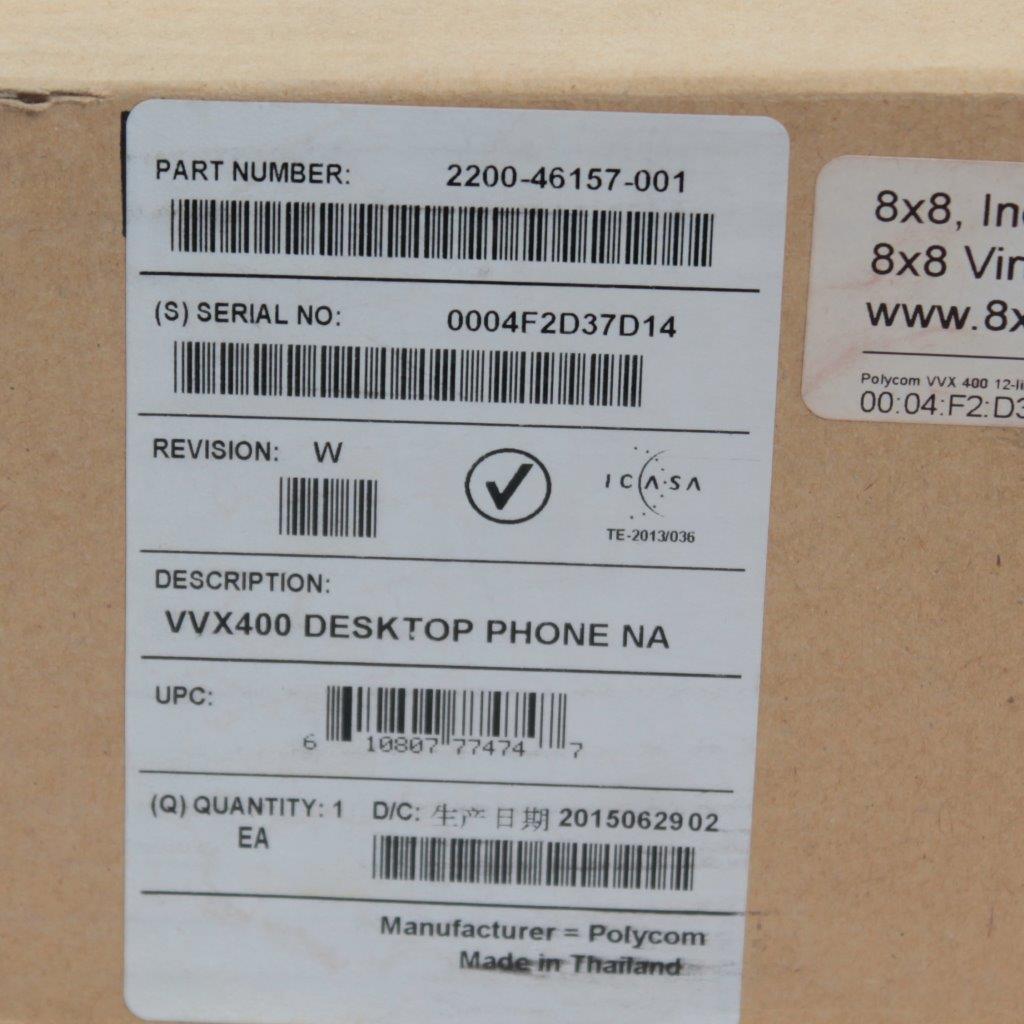 PART NUMBER: 2200-46157-001
(S) SERIAL NO: 0004F2D37D14
REVISION: W
ICASA
TE-2013/036
DESCRIPTION:
VVX400 DESKTOP PHONE NA
UPC:
6 10807 77474 7
(Q) QUANTITY: 1 D/C: 生产日期 2015062902
EA
Manufacturer = Polycom
Made in Thailand
8x8,
8x8
www.8x
Polycom VVX 400 12-li
00:04:F2:D3